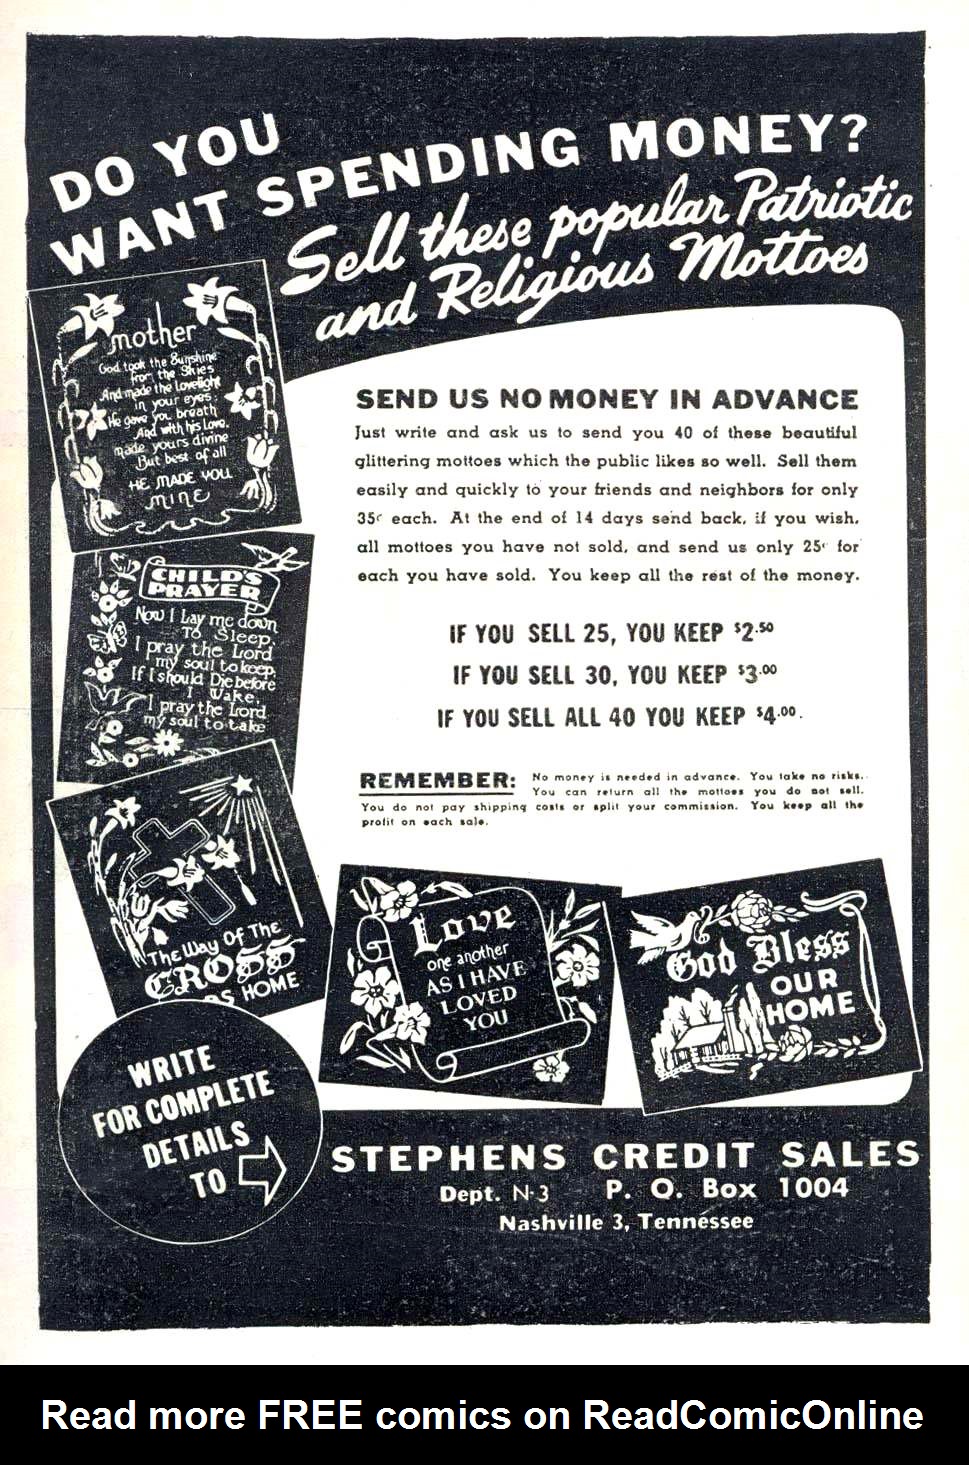 DO YOU
WANT SPENDING MONEY?
Sell these popular Patriotic
and Religious Mottoes
mother
God took the Sunshine
from the Skies
And made the Lovelight
in your eyes.
He gave you breath
And with his Love,
made yours divine
But best of all
HE MADE YOU
MINE
CHILD'S
PRAYER
Now I Lay me down
To Sleep,
I pray the Lord
my soul to keep.
If I should Die before
I Wake,
I pray the Lord
my soul to take
The Way Of The
CROSS
HOME
SEND US NO MONEY IN ADVANCE
Just write and ask us to send you 40 of these beautiful
glittering mottoes which the public likes so well. Sell them
easily and quickly to your friends and neighbors for only
35c each. At the end of 14 days send back, if you wish,
all mottoes you have not sold, and send us only 25c for
each you have sold. You keep all the rest of the money.
IF YOU SELL 25, YOU KEEP $2.50
IF YOU SELL 30, YOU KEEP $3.00
IF YOU SELL ALL 40 YOU KEEP $4.00.
REMEMBER: No money is needed in advance. You take no risks.
You can return all the mottoes you do not sell.
You do not pay shipping costs or split your commission. You keep all the
profit on each sale.
Love
one another
AS I HAVE
LOVED
YOU
God Bless
OUR
HOME
WRITE
FOR COMPLETE
DETAILS
TO
STEPHENS CREDIT SALES
Dept. N-3 P. O. Box 1004
Nashville 3, Tennessee
Read more FREE comics on ReadComicOnline